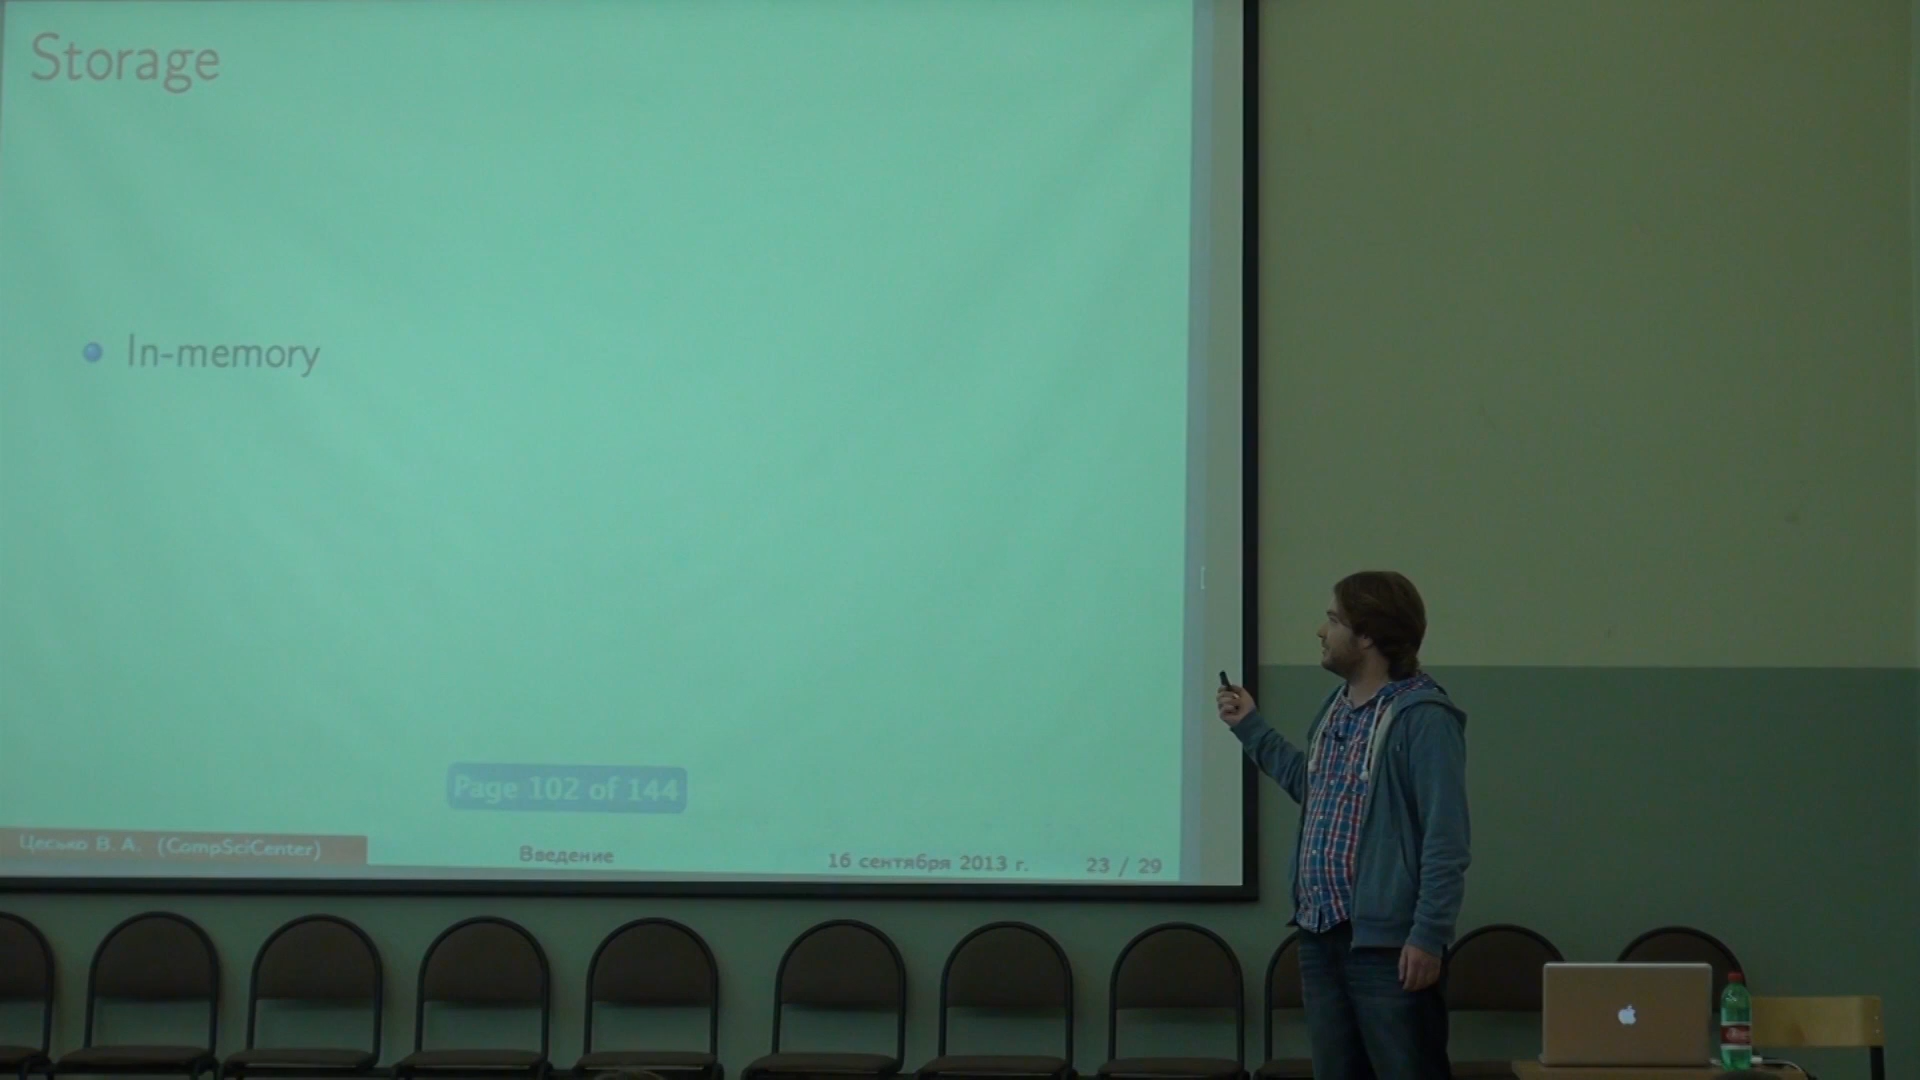 Storage
In-memory
Page 102 of 144
Цесько В. А. (CompSciCenter)
Введение
16 сентября 2013 г.
23 / 29